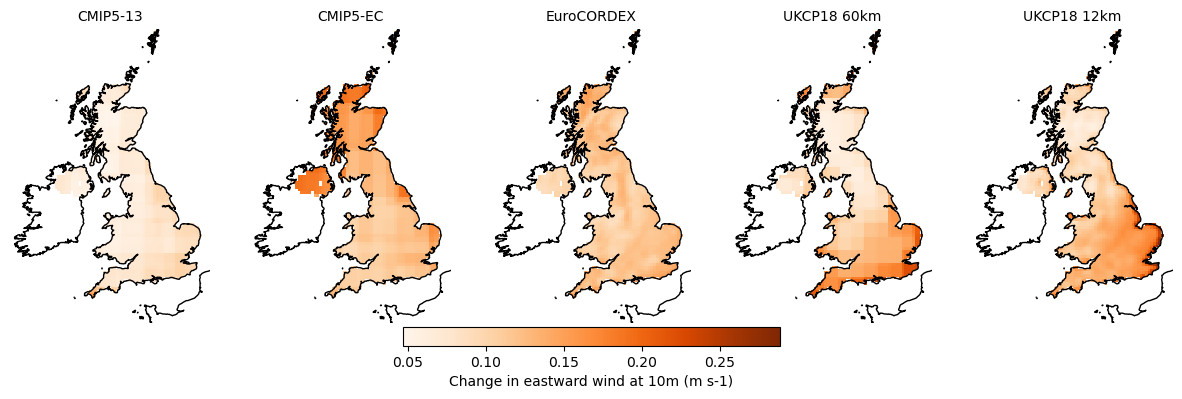 CMIP5-13
CMIP5-EC
EuroCORDEX
UKCP18 60km
UKCP18 12km
0.05
0.10
0.15
0.20
0.25
Change in eastward wind at 10m (m s-1)